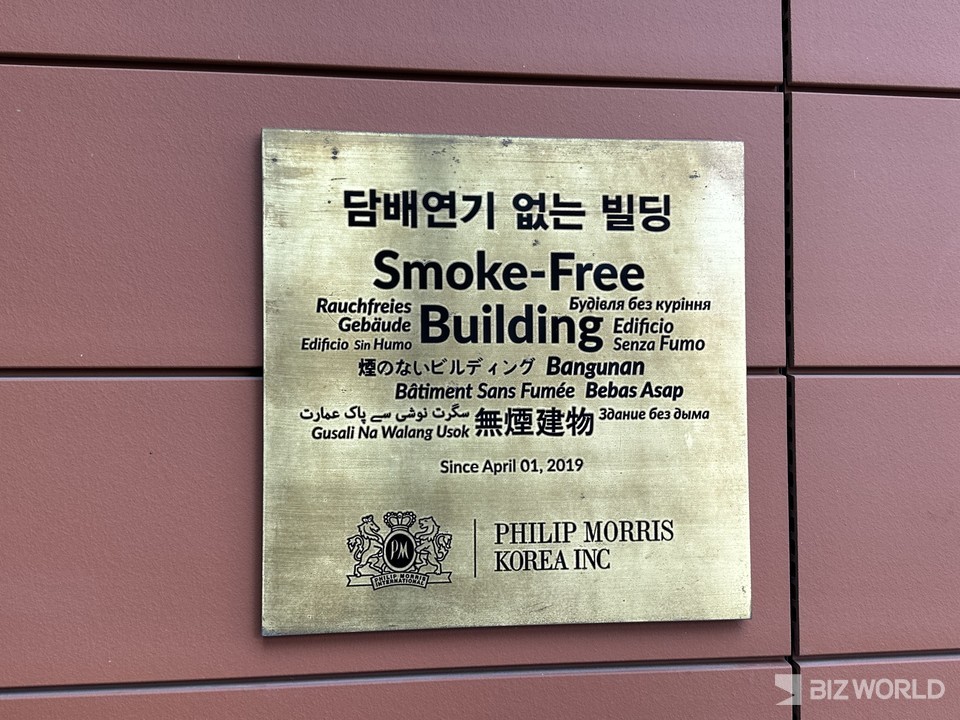 담배연기 없는 빌딩
Smoke-Free
Rauchfreies Gebäude
Будівля без куріння
Building
Edificio Sin Humo
Edificio Senza Fumo
煙のないビルディング Bangunan
Bâtiment Sans Fumée Bebas Asap
سگرت نوشی سے پاک عمارت
Gusali Na Walang Usok
無煙建物
Здание без дыма
Since April 01, 2019
PM
PHILIP MORRIS
INTERNATIONAL
PHILIP MORRIS
KOREA INC
BIZWORLD